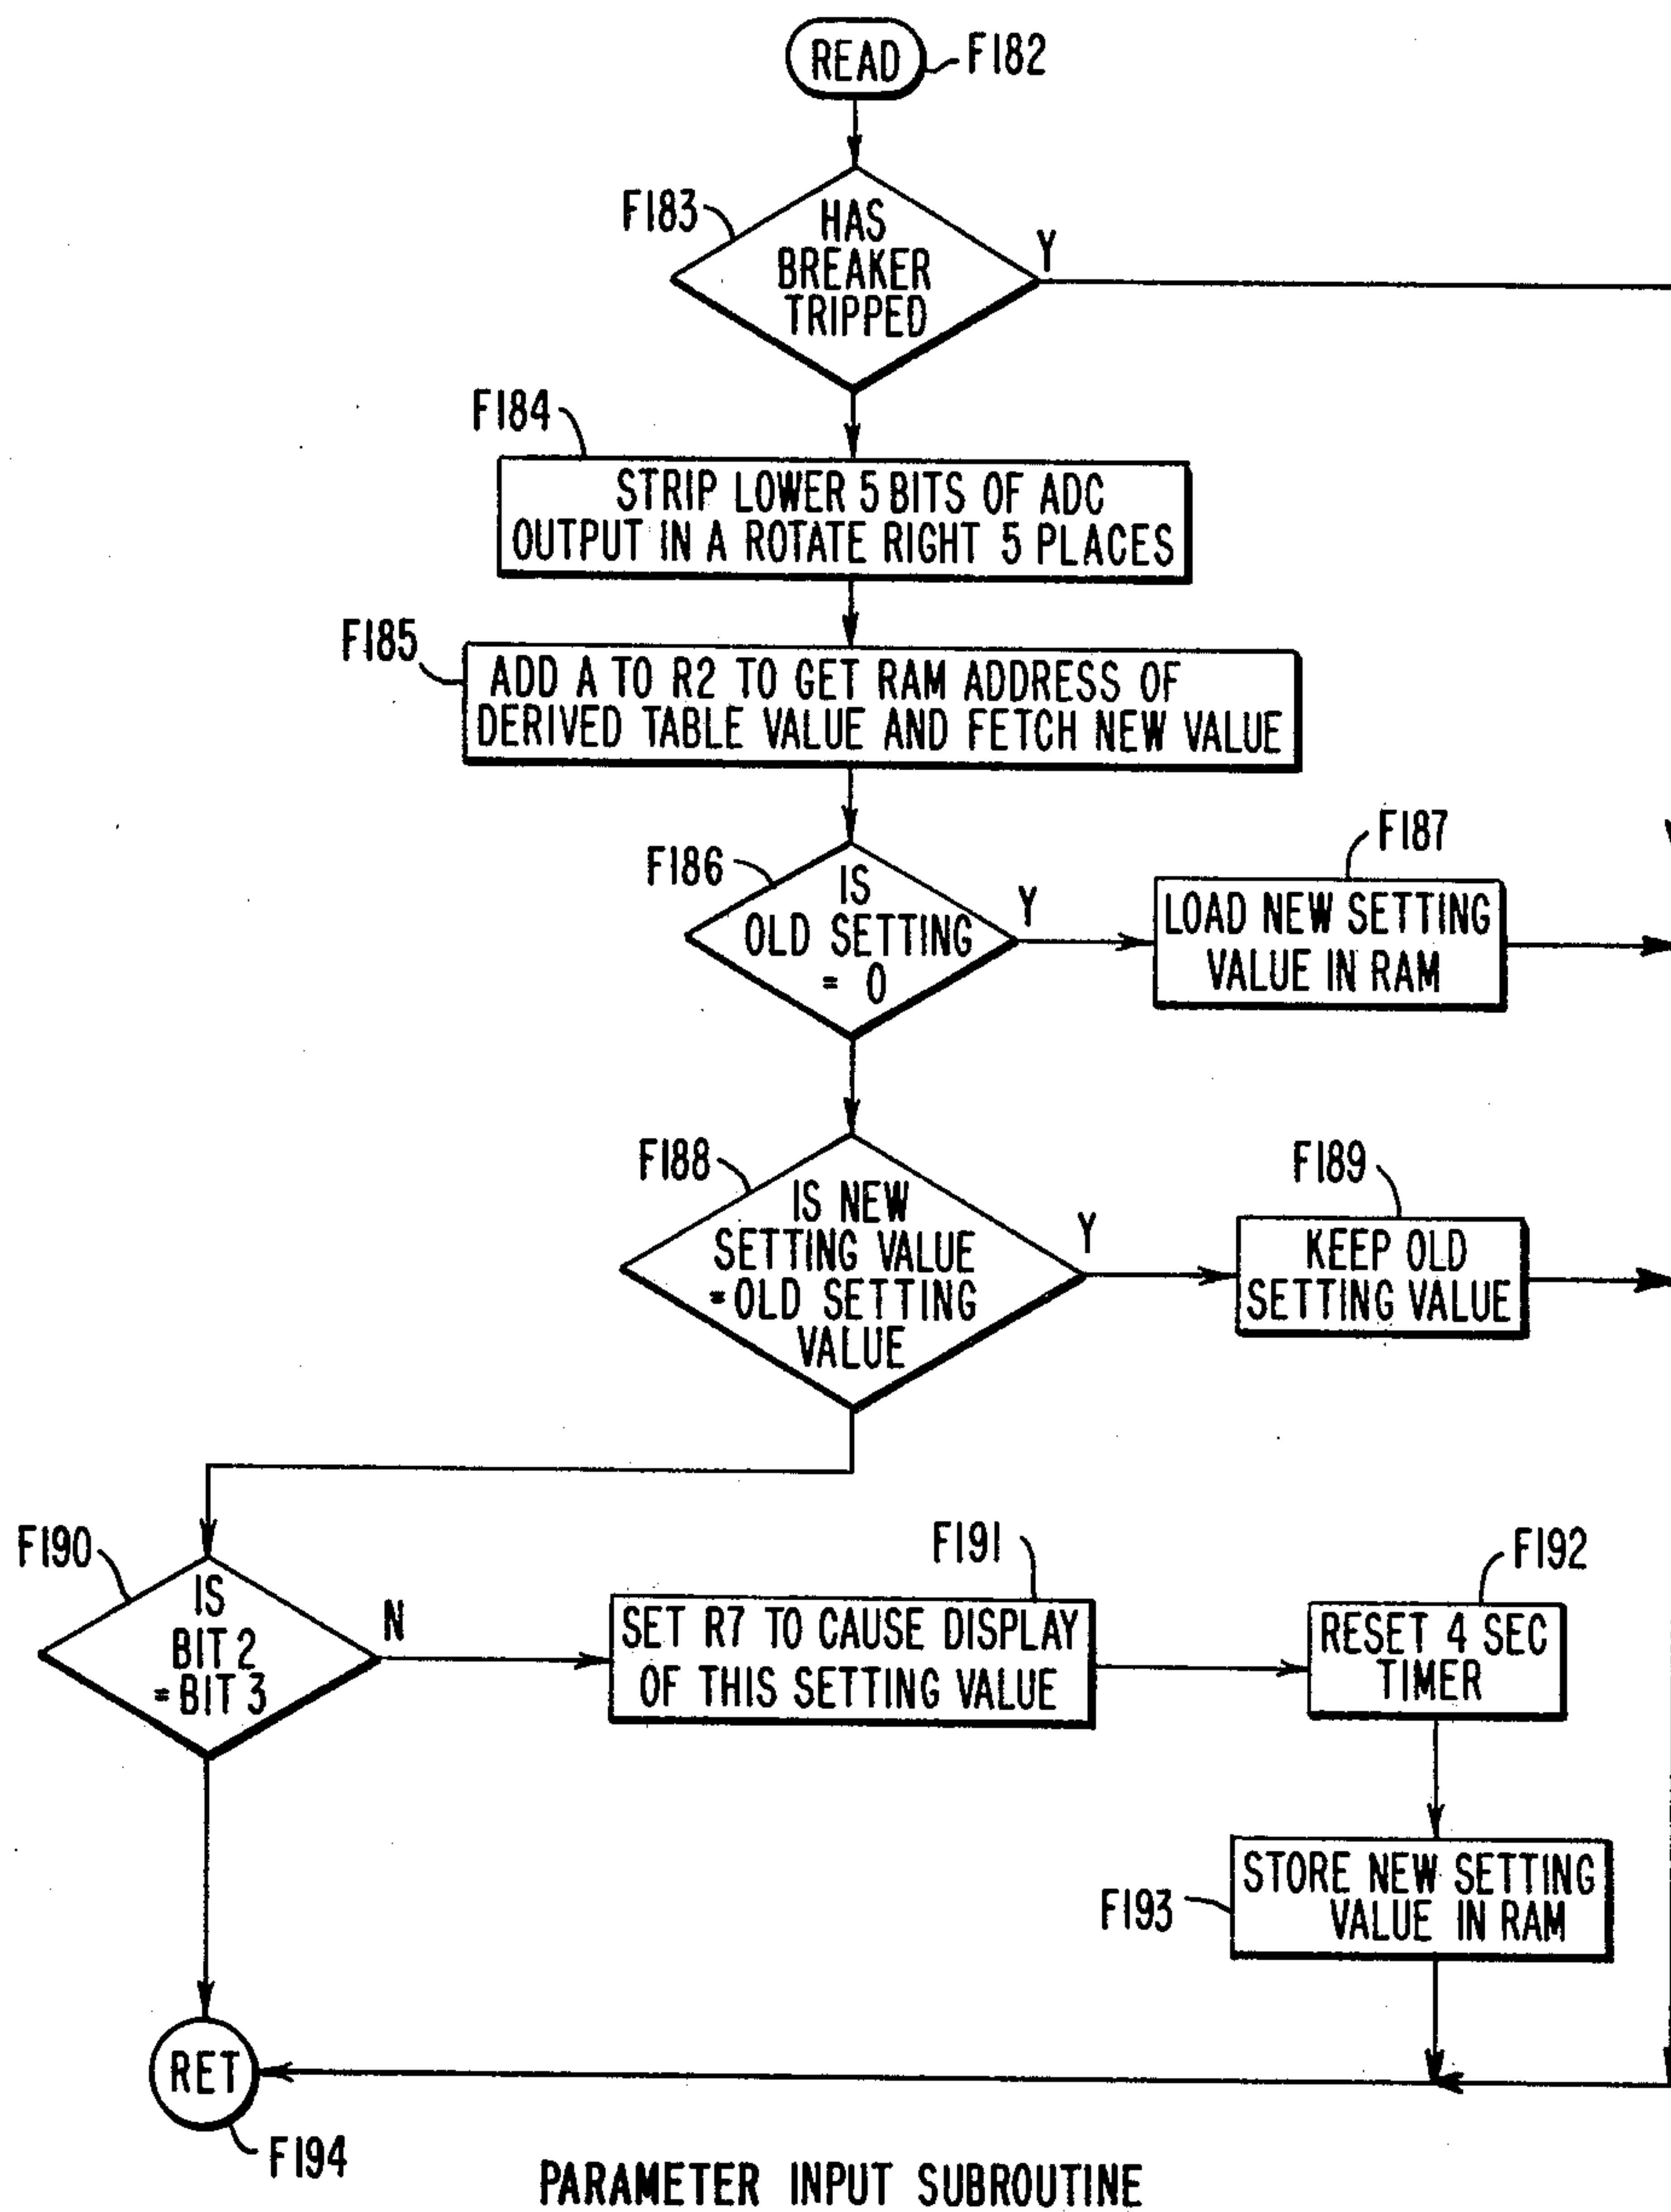 READ
F182
F183
HAS
BREAKER
TRIPPED
Y
F184
STRIP LOWER 5 BITS OF ADC
OUTPUT IN A ROTATE RIGHT 5 PLACES
F185
ADD A TO R2 TO GET RAM ADDRESS OF
DERIVED TABLE VALUE AND FETCH NEW VALUE
F186
IS
OLD SETTING
= 0
Y
F187
LOAD NEW SETTING
VALUE IN RAM
F188
IS NEW
SETTING VALUE
=OLD SETTING
VALUE
Y
F189
KEEP OLD
SETTING VALUE
F190
IS
BIT 2
=BIT 3
N
F191
SET R7 TO CAUSE DISPLAY
OF THIS SETTING VALUE
F192
RESET 4 SEC
TIMER
F193
STORE NEW SETTING
VALUE IN RAM
RET
F194
PARAMETER INPUT SUBROUTINE